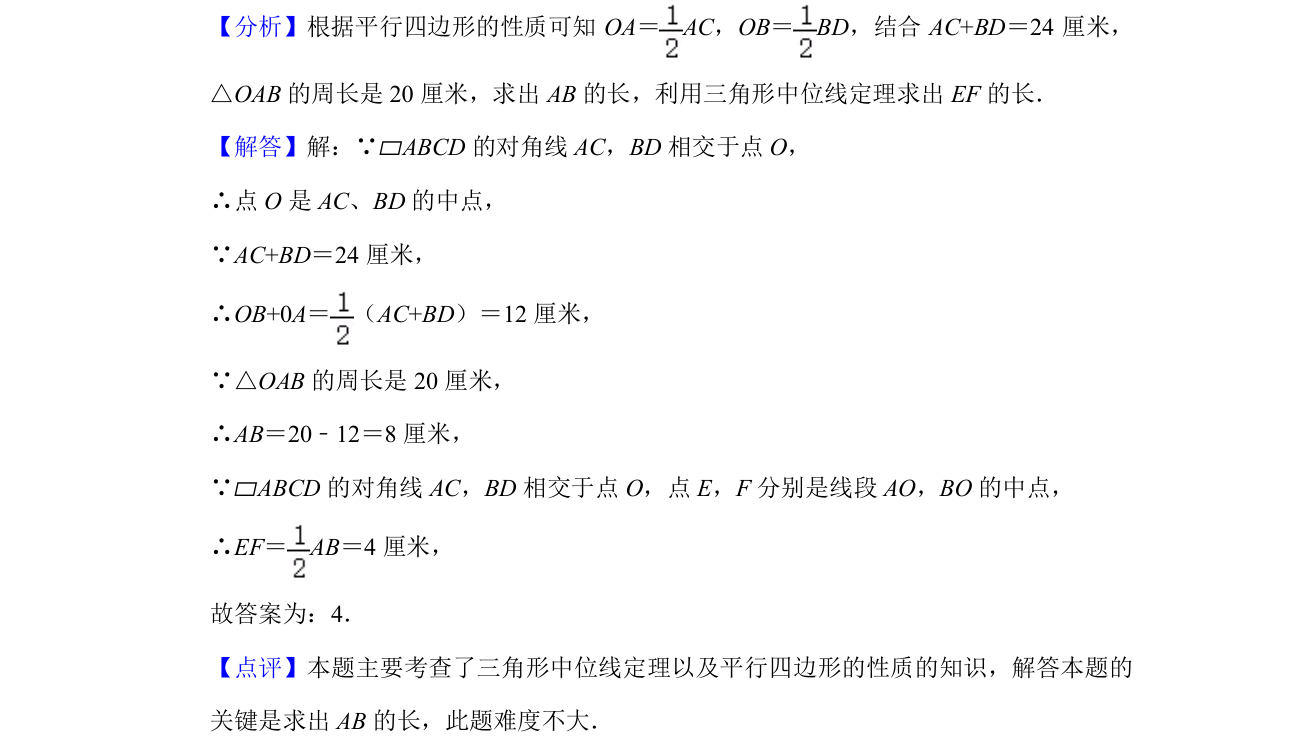 【分析】根据平行四边形的性质可知 OA＝1/2AC，OB＝1/2BD，结合 AC+BD＝24 厘米，
△OAB 的周长是 20 厘米，求出 AB 的长，利用三角形中位线定理求出 EF 的长．
【解答】解：∵▱ABCD 的对角线 AC，BD 相交于点 O，
∴点 O 是 AC、BD 的中点，
∵AC+BD＝24 厘米，
∴OB+0A＝1/2（AC+BD）＝12 厘米，
∵△OAB 的周长是 20 厘米，
∴AB＝20﹣12＝8 厘米，
∵▱ABCD 的对角线 AC，BD 相交于点 O，点 E，F 分别是线段 AO，BO 的中点，
∴EF＝1/2AB＝4 厘米，
故答案为：4．
【点评】本题主要考查了三角形中位线定理以及平行四边形的性质的知识，解答本题的
关键是求出 AB 的长，此题难度不大．